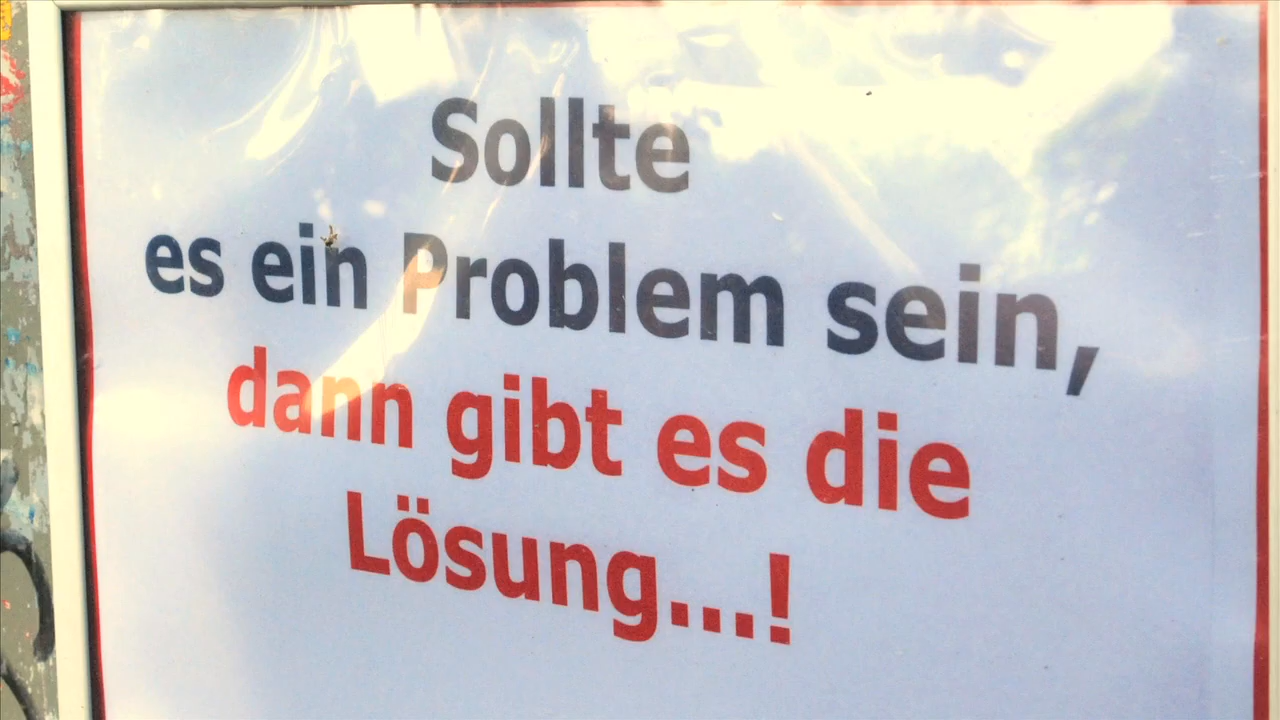 Sollte
es ein Problem sein,
dann gibt es die
Lösung...!